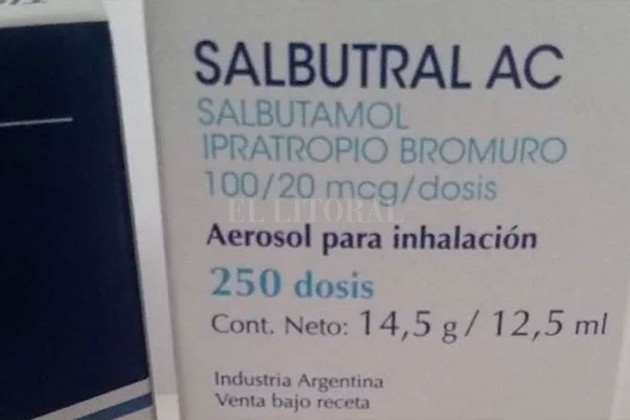 SALBUTRAL AC
SALBUTAMOL
IPRATROPIO BROMURO
100/20 mcg/dosis
EL LITORAL
Aerosol para inhalación
250 dosis
Cont. Neto: 14,5 g / 12,5 ml
Industria Argentina
Venta bajo receta